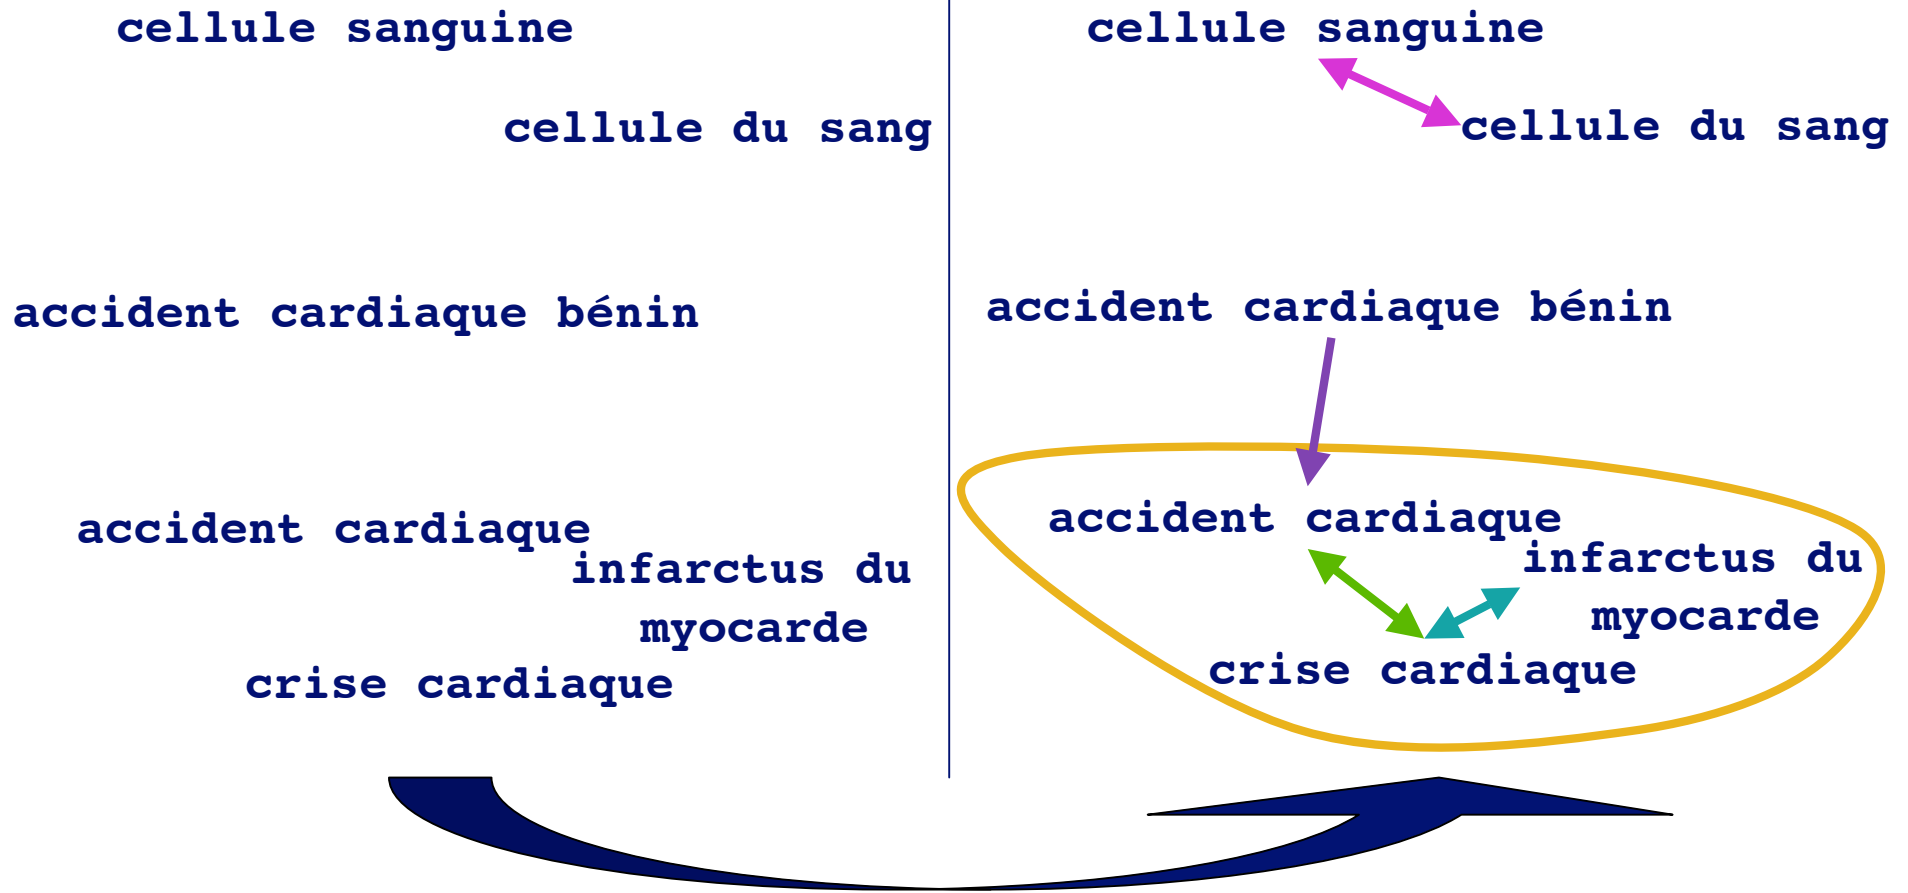 cellule sanguine
cellule du sang
accident cardiaque bénin
accident cardiaque
infarctus du
myocarde
crise cardiaque
cellule sanguine
cellule du sang
accident cardiaque bénin
accident cardiaque
infarctus du
myocarde
crise cardiaque